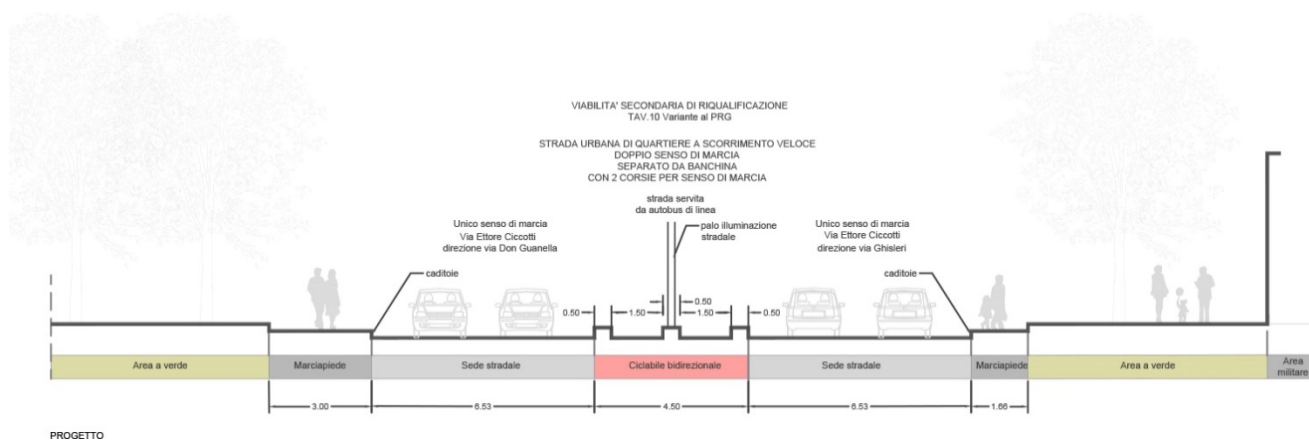 VIABILITA' SECONDARIA DI RIQUALIFICAZIONE
TAV.10 Variante al PRG
STRADA URBANA DI QUARTIERE A SCORRIMENTO VELOCE
DOPPIO SENSO DI MARCIA
SEPARATO DA BANCHINA
CON 2 CORSIE PER SENSO DI MARCIA
strada servita
da autobus di linea
Unico senso di marcia
Via Ettore Ciccotti
direzione via Don Guanella
palo illuminazione
stradale
Unico senso di marcia
Via Ettore Ciccotti
direzione via Ghisleri
caditoie
caditoie
0.50
1.50
0.50
1.50
0.50
Area a verde
Marciapiede
Sede stradale
Ciclabile bidirezionale
Sede stradale
Marciapiede
Area a verde
Area
militare
3.00
6.53
4.50
6.53
1.66
PROGETTO